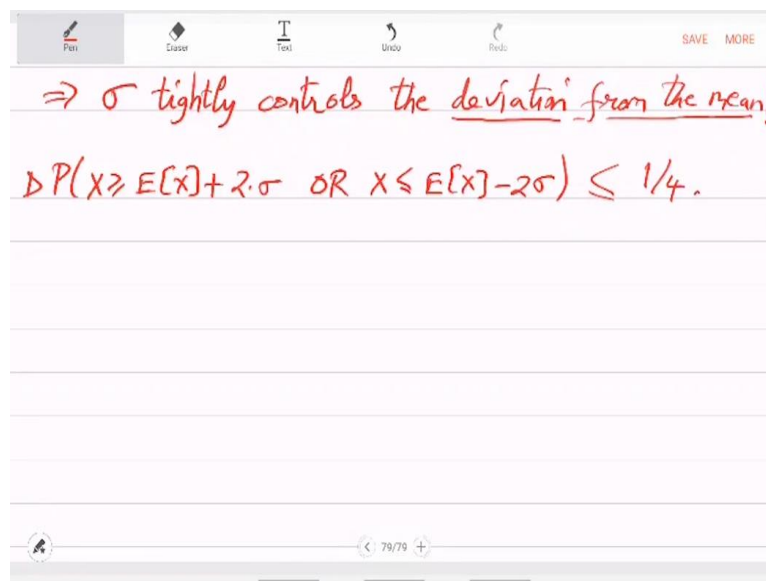 Pen Eraser Text Undo Redo SAVE MORE
⇒ σ tightly controls the deviation from the mean,
▷ P(X ≥ E[X] + 2·σ OR X ≤ E[X] - 2σ) ≤ 1/4.
79/79